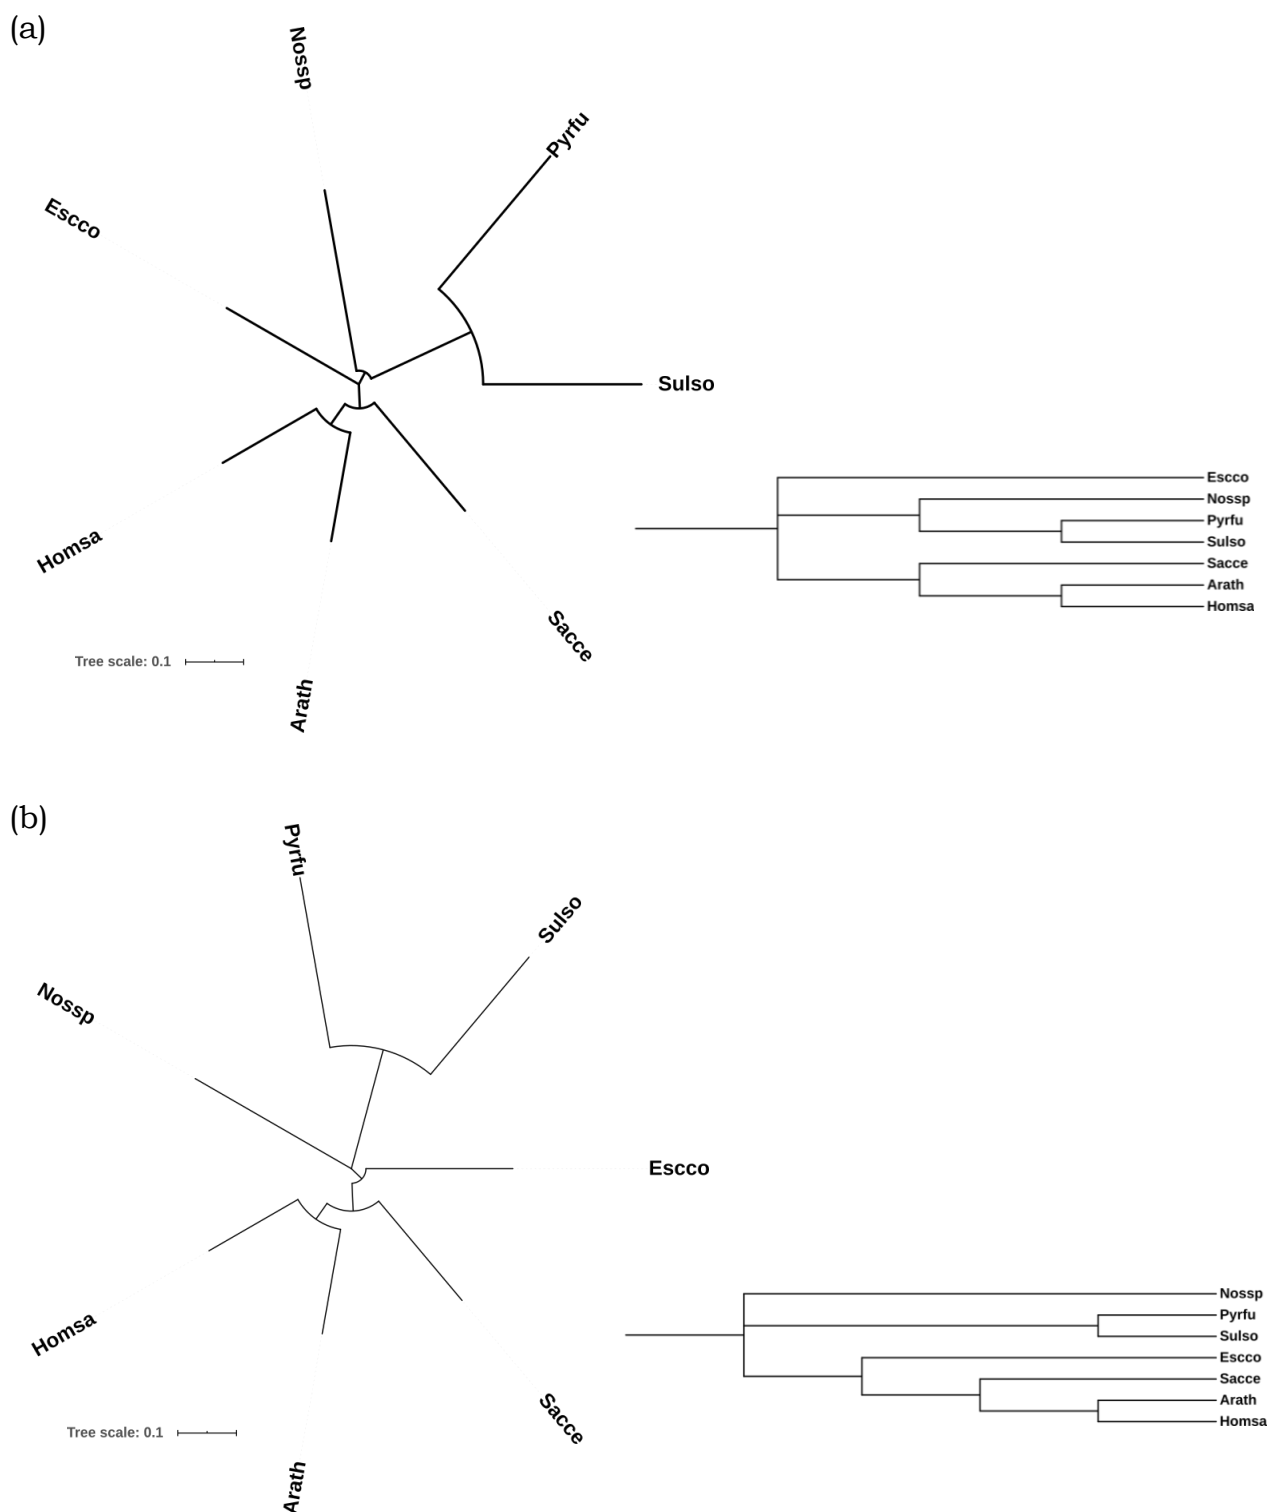 (a)
Nossp
Pyrfu
Escco
Sulso
Homsa
Sacce
Arath
Tree scale: 0.1
Escco
Nossp
Pyrfu
Sulso
Sacce
Arath
Homsa
(b)
Pyrfu
Sulso
Nossp
Escco
Homsa
Sacce
Arath
Tree scale: 0.1
Nossp
Pyrfu
Sulso
Escco
Sacce
Arath
Homsa